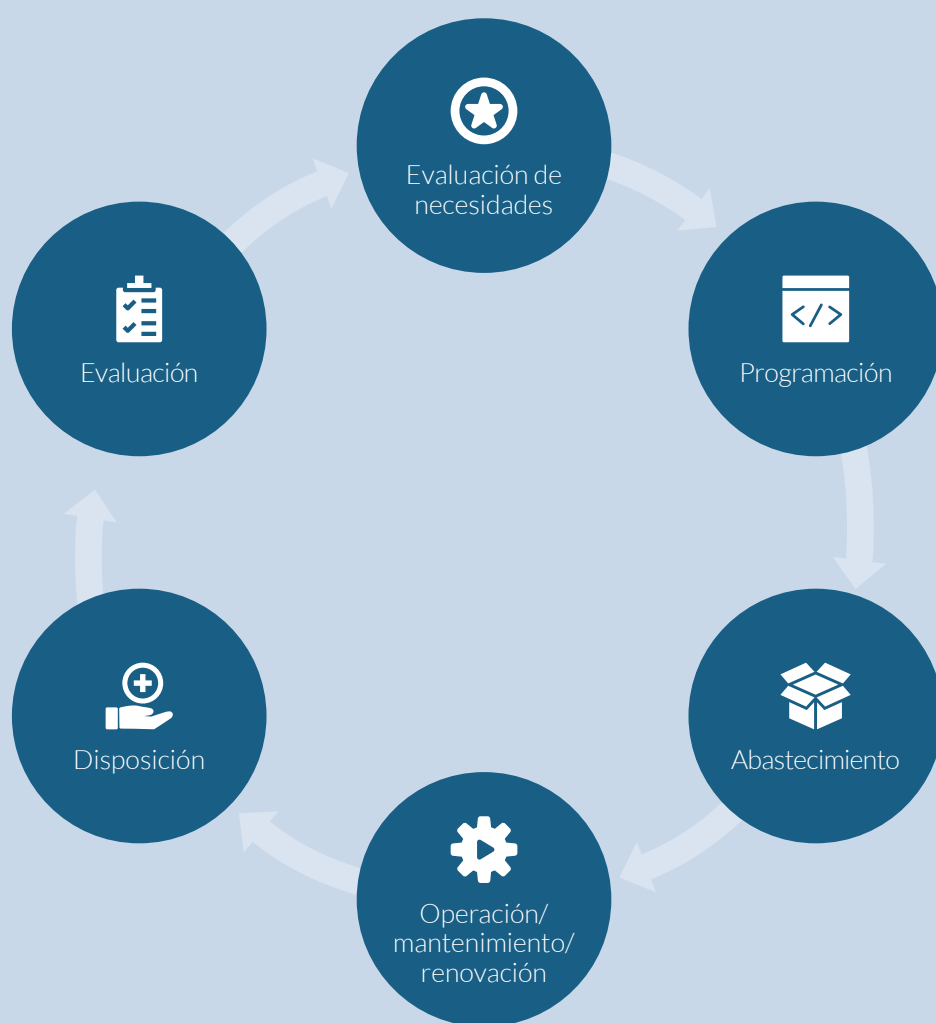 Evaluación de
necesidades
Programación
Abastecimiento
Operación/
mantenimiento/
renovación
Disposición
Evaluación